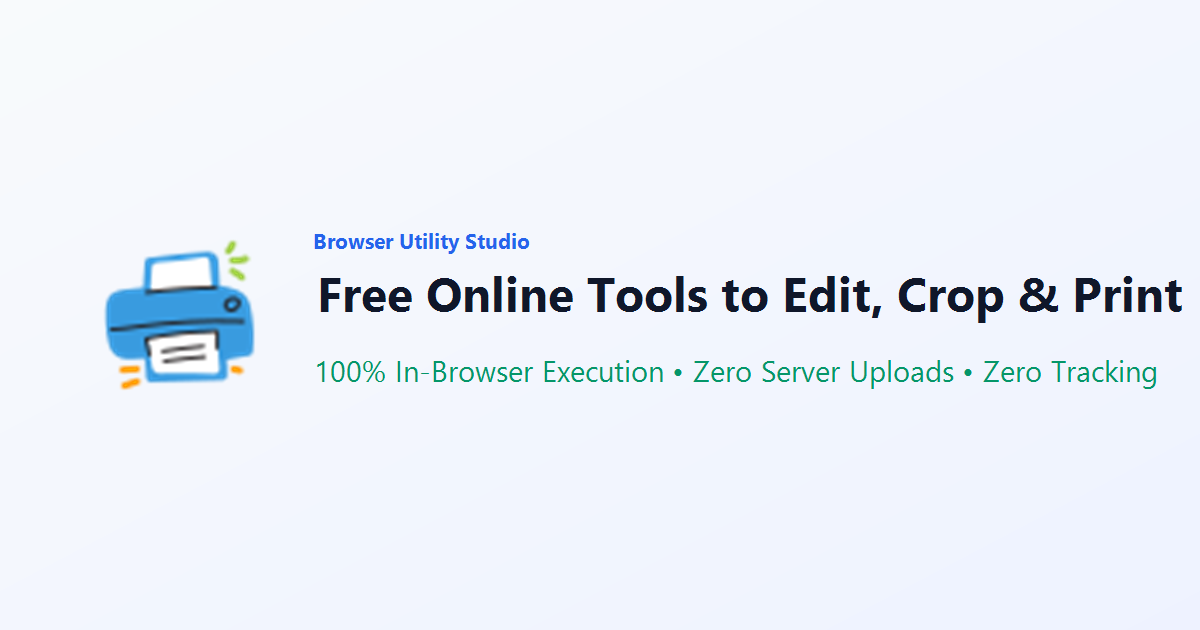 Browser Utility Studio
Free Online Tools to Edit, Crop & Print
100% In-Browser Execution • Zero Server Uploads • Zero Tracking